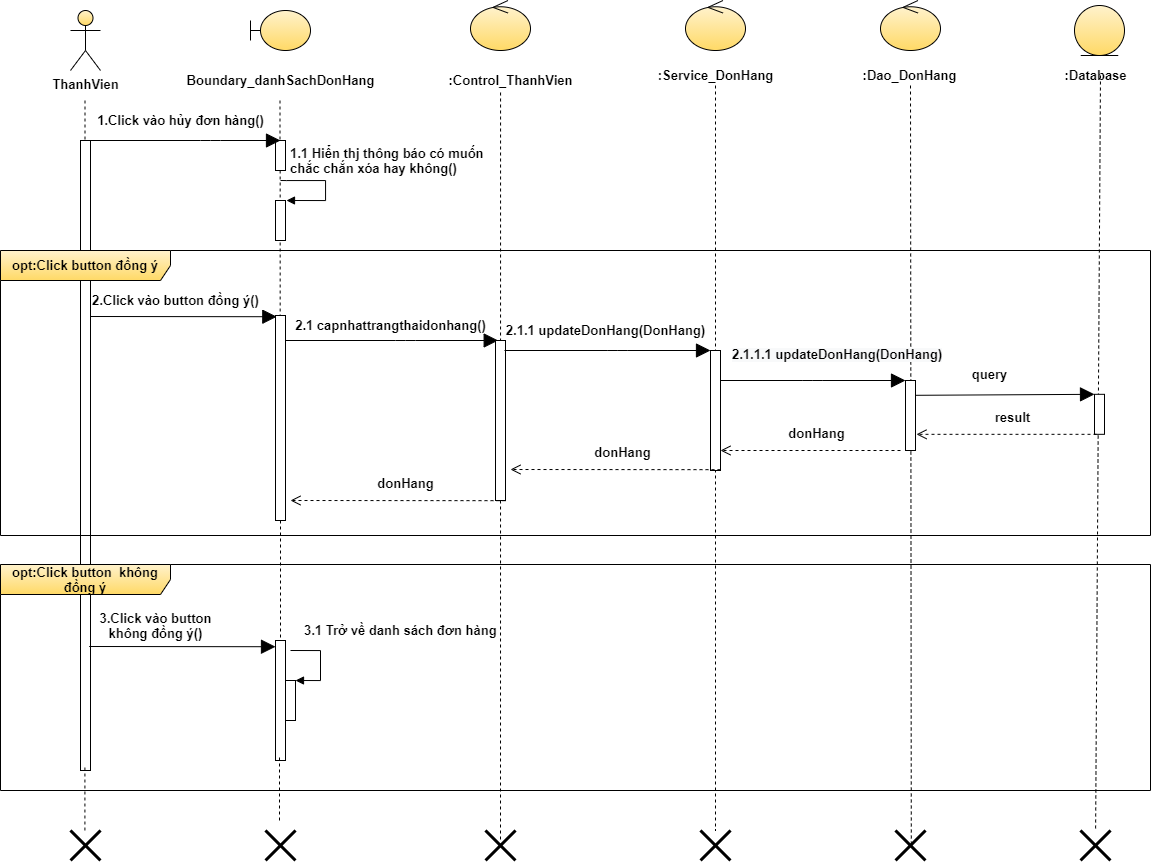 ThanhVien
Boundary_danhSachDonHang
:Control_ThanhVien
:Service_DonHang
:Dao_DonHang
:Database
1.Click vào hủy đơn hàng()
1.1 Hiển thị thông báo có muốn
chắc chắn xóa hay không()
opt:Click button đồng ý
2.Click vào button đồng ý()
2.1 capnhattrangthaidonhang()
2.1.1 updateDonHang(DonHang)
2.1.1.1 updateDonHang(DonHang)
query
result
donHang
donHang
donHang
opt:Click button không
đồng ý
3.Click vào button
không đồng ý()
3.1 Trở về danh sách đơn hàng